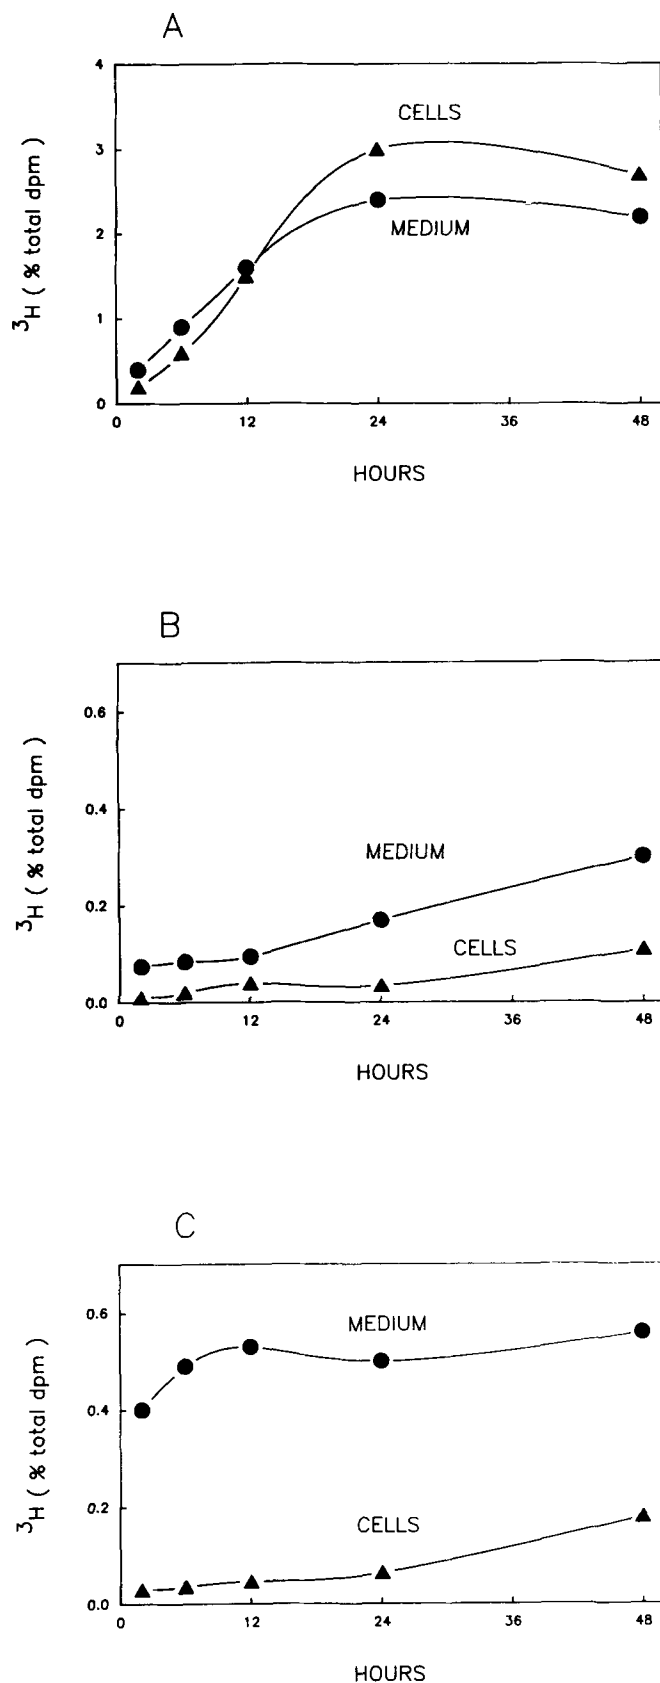 A
4
3
2
1
0
³H ( % total dpm )
CELLS
MEDIUM
0 12 24 36 48
HOURS
B
0.6
0.4
0.2
0.0
³H ( % total dpm )
MEDIUM
CELLS
0 12 24 36 48
HOURS
C
0.6
0.4
0.2
0.0
³H ( % total dpm )
MEDIUM
CELLS
0 12 24 36 48
HOURS